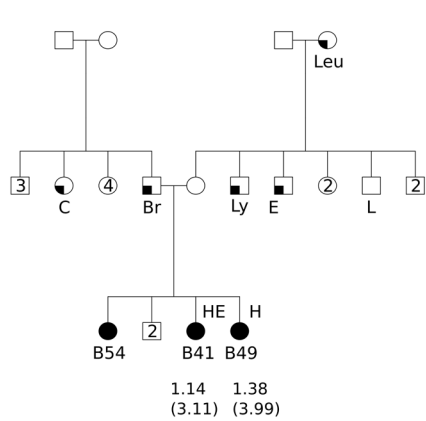 Leu
3 4 2 2
C Br Ly E L
HE H
2
B54 B41 B49
1.14 1.38
(3.11) (3.99)